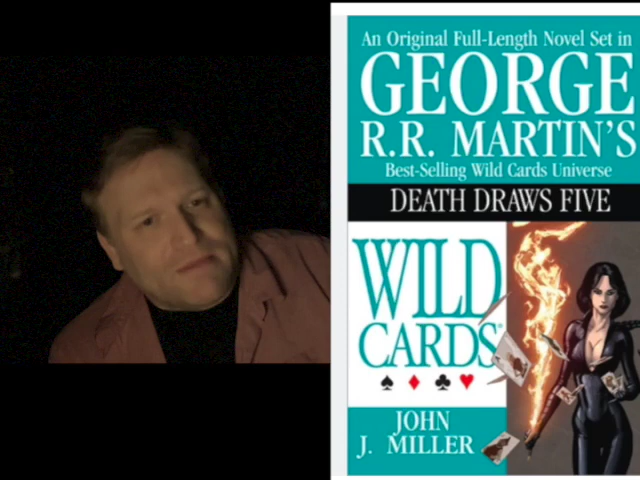 An Original Full-Length Novel Set in
GEORGE
R.R. MARTIN'S
Best-Selling Wild Cards Universe
DEATH DRAWS FIVE
WILD
CARDS®
JOHN
J. MILLER